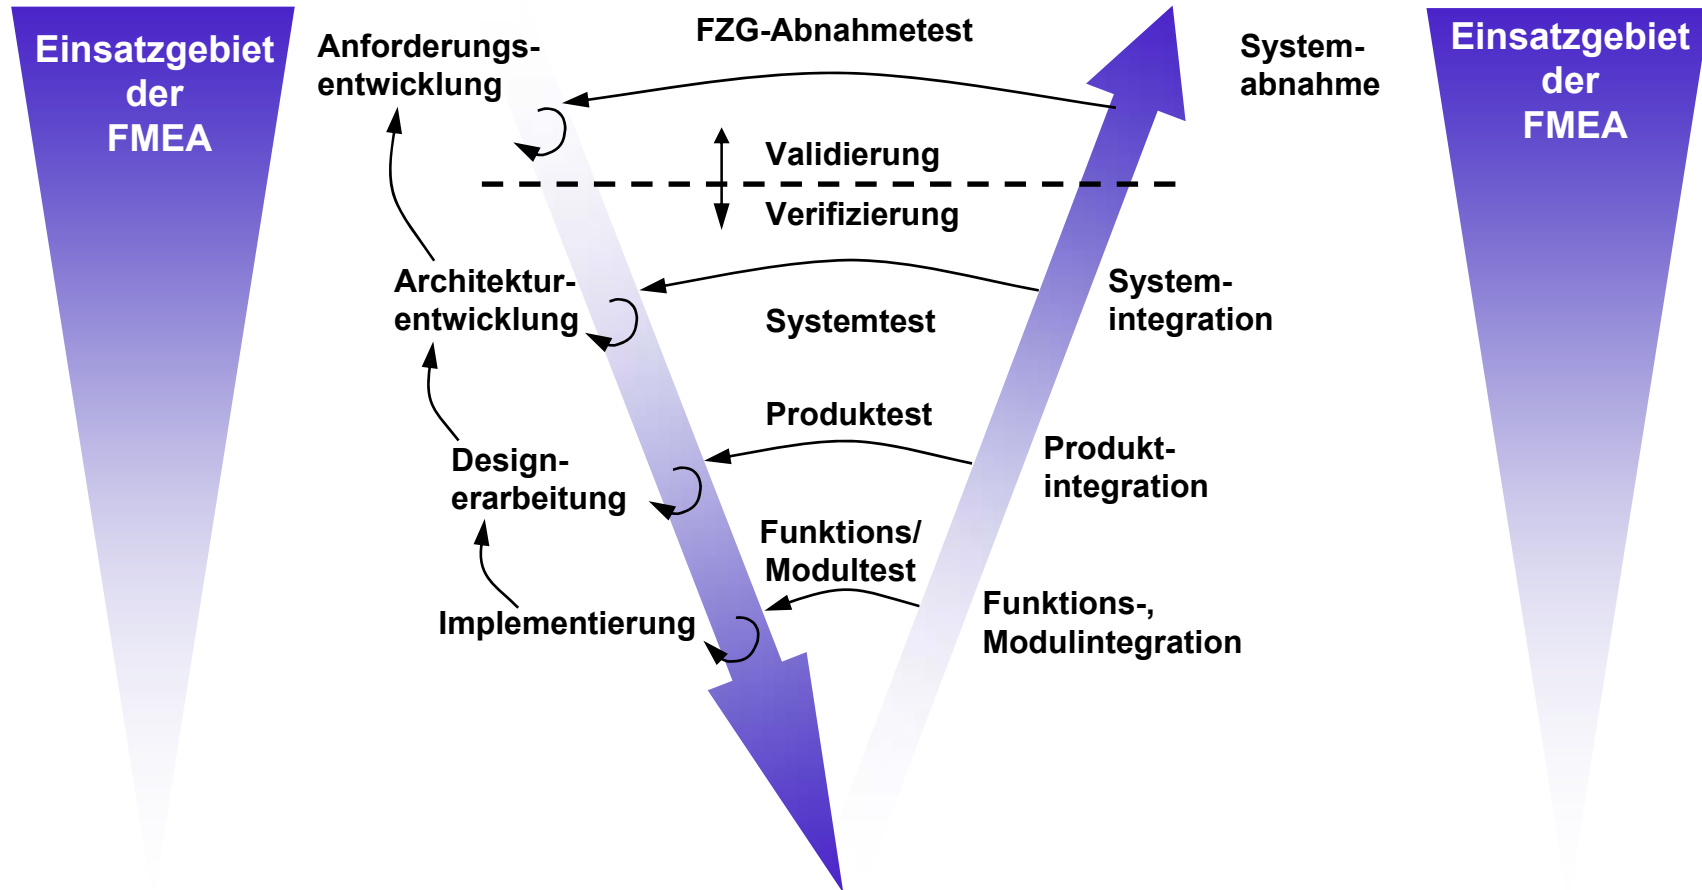 Einsatzgebiet
der
FMEA
Anforderungs-
entwicklung
FZG-Abnahmetest
System-
abnahme
Einsatzgebiet
der
FMEA
Validierung
Verifizierung
Architektur-
entwicklung
Systemtest
System-
integration
Produktest
Design-
erarbeitung
Produkt-
integration
Funktions/
Modultest
Implementierung
Funktions-,
Modulintegration